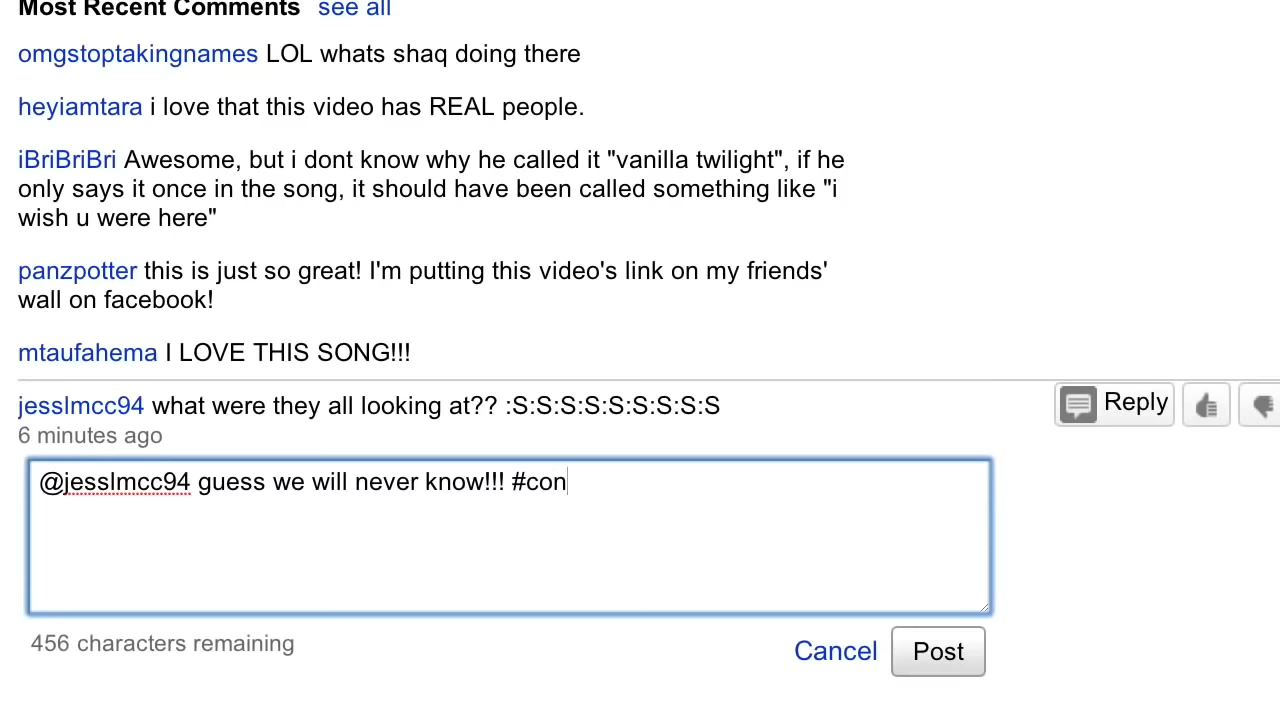 Most Recent Comments see all
omgstoptakingnames LOL whats shaq doing there
heyiamtara i love that this video has REAL people.
iBriBriBri Awesome, but i dont know why he called it "vanilla twilight", if he
only says it once in the song, it should have been called something like "i
wish u were here"
panzpotter this is just so great! I'm putting this video's link on my friends'
wall on facebook!
mtaufahema I LOVE THIS SONG!!!
jesslmcc94 what were they all looking at?? :S:S:S:S:S:S:S:S:S
Reply
6 minutes ago
@jesslmcc94 guess we will never know!!! #con
456 characters remaining
Cancel Post